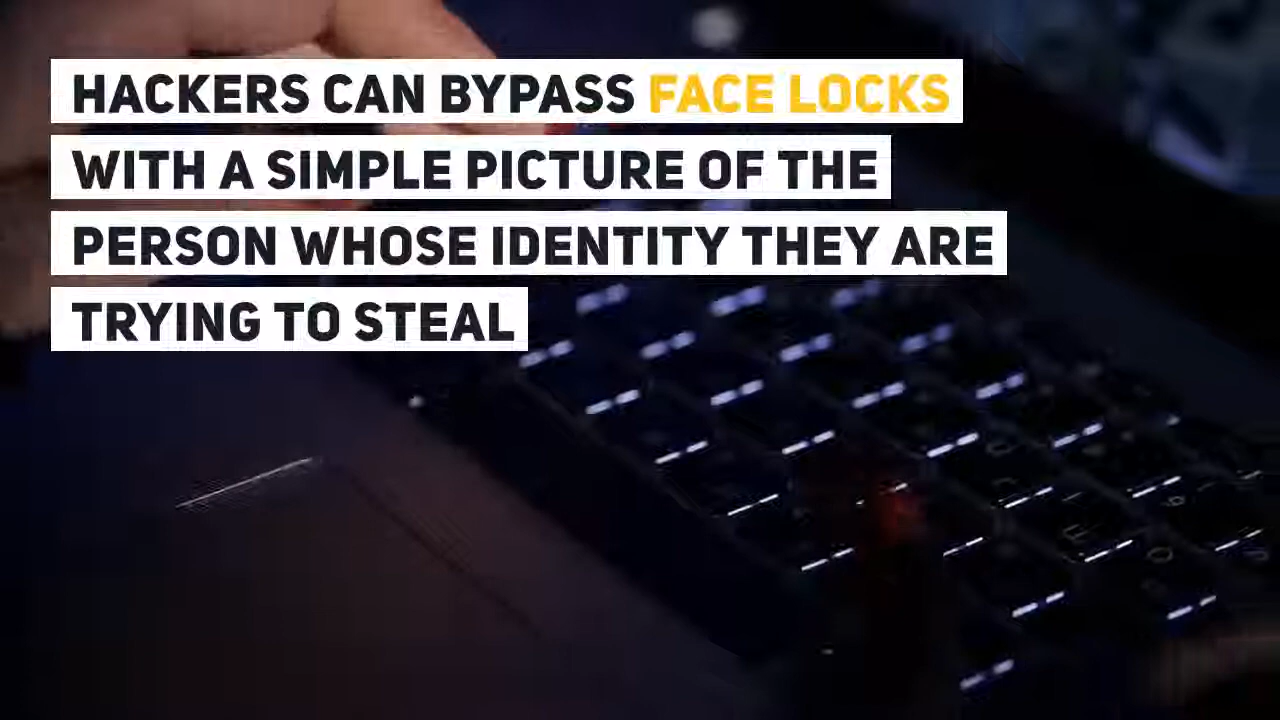 HACKERS CAN BYPASS FACE LOCKS
WITH A SIMPLE PICTURE OF THE
PERSON WHOSE IDENTITY THEY ARE
TRYING TO STEAL